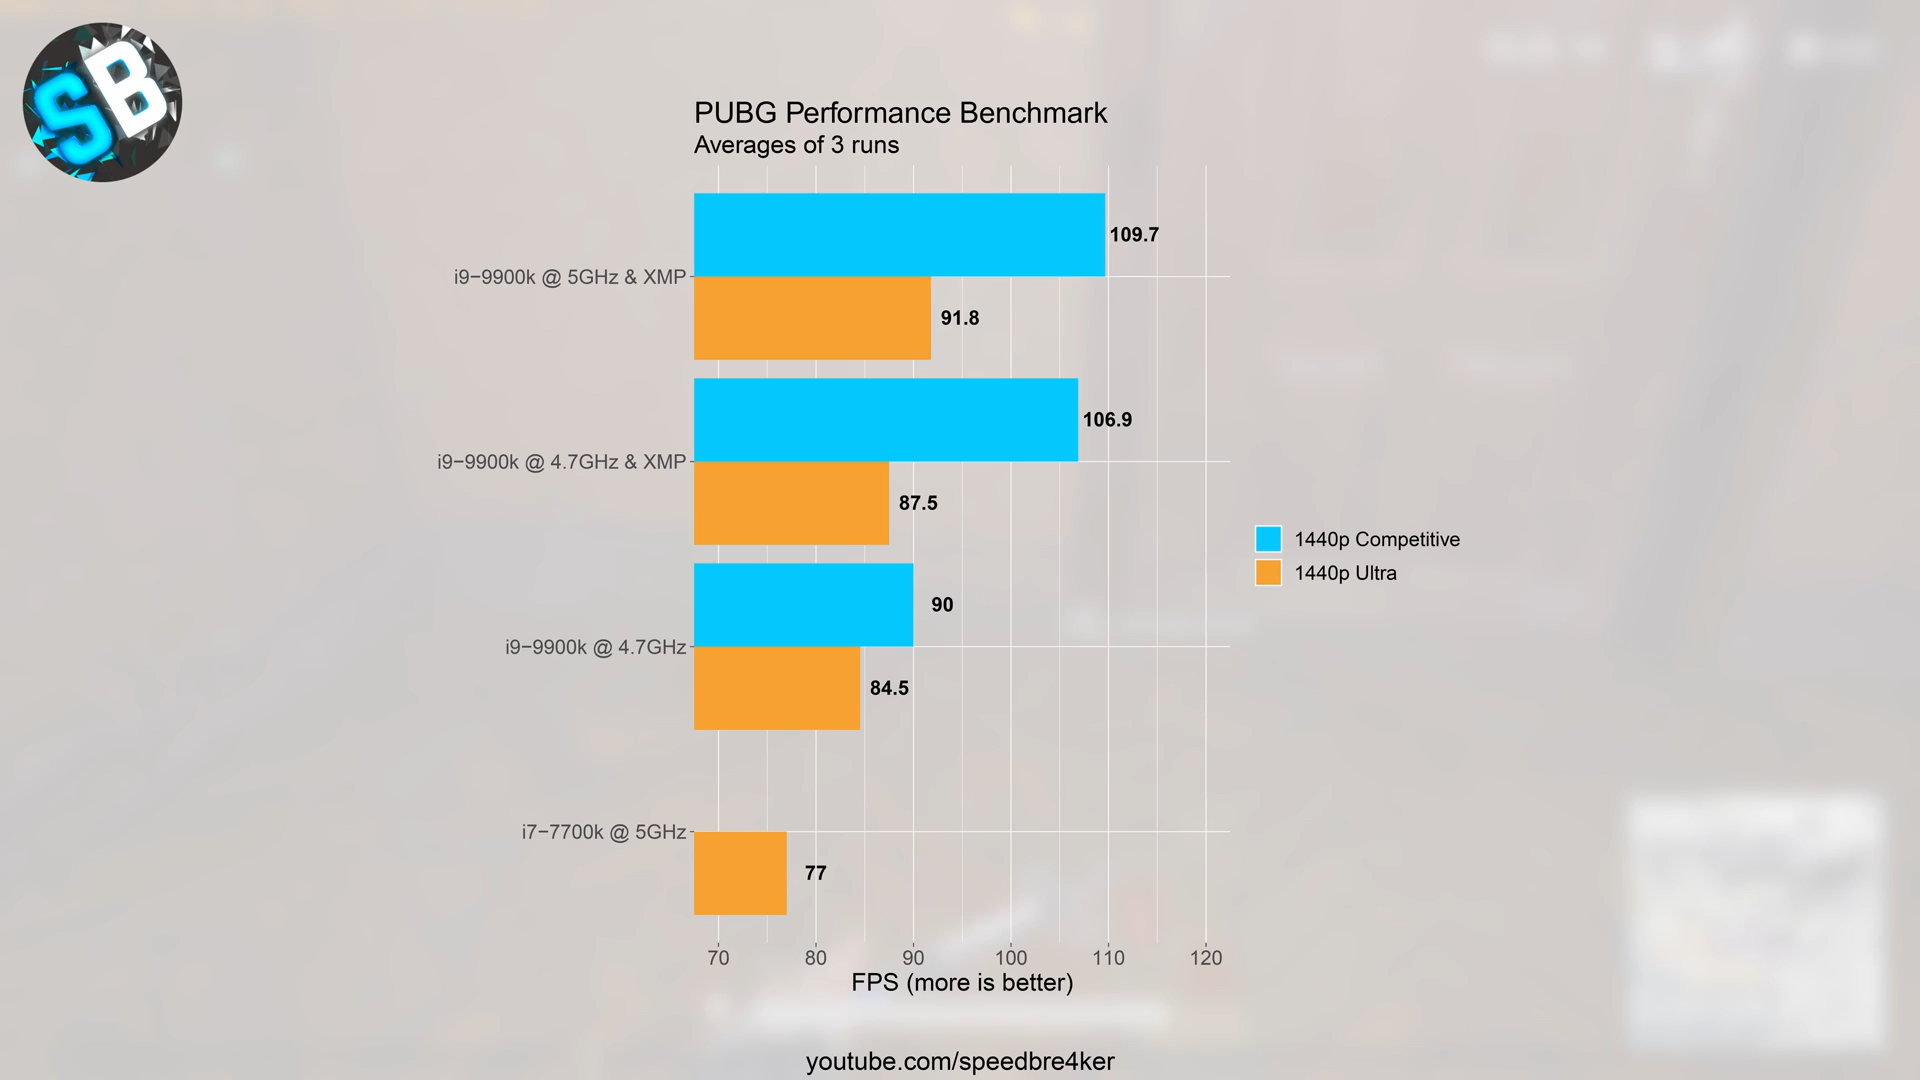 SB
PUBG Performance Benchmark
Averages of 3 runs
109.7
i9−9900k @ 5GHz & XMP
91.8
106.9
i9−9900k @ 4.7GHz & XMP
87.5
1440p Competitive
1440p Ultra
90
i9−9900k @ 4.7GHz
84.5
i7−7700k @ 5GHz
77
70 80 90 100 110 120
FPS (more is better)
youtube.com/speedbre4ker